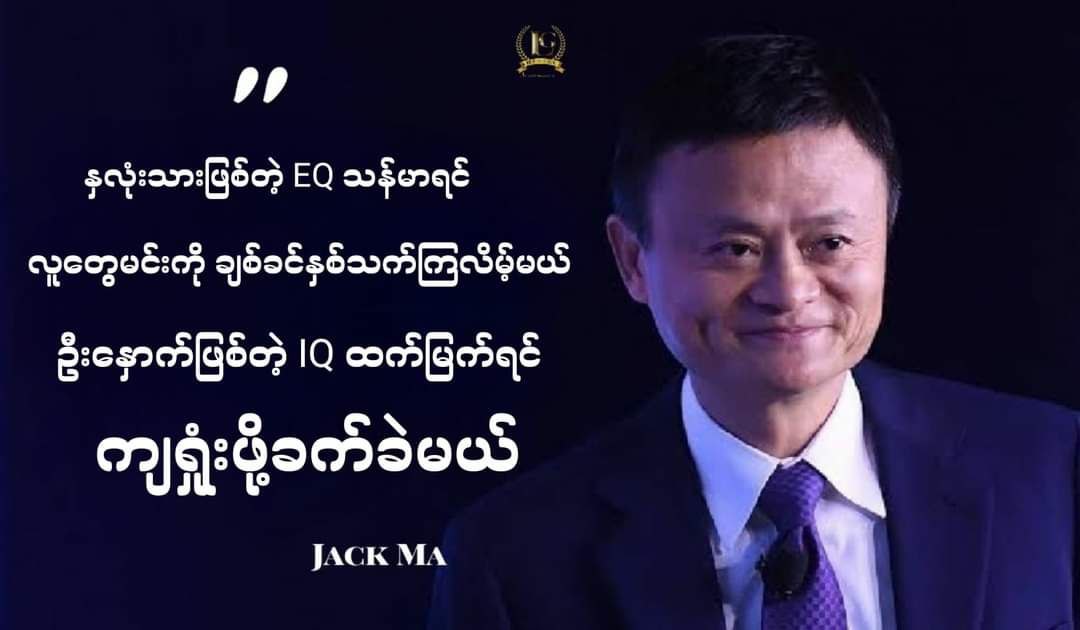 "
နှလုံးသားဖြစ်တဲ့ EQ သန်မာရင်
လူတွေမင်းကို ချစ်ခင်နှစ်သက်ကြလိမ့်မယ်
ဦးနှောက်ဖြစ်တဲ့ IQ ထက်မြက်ရင်
ကျရှုံးဖို့ခက်ခဲမယ်
JACK MA